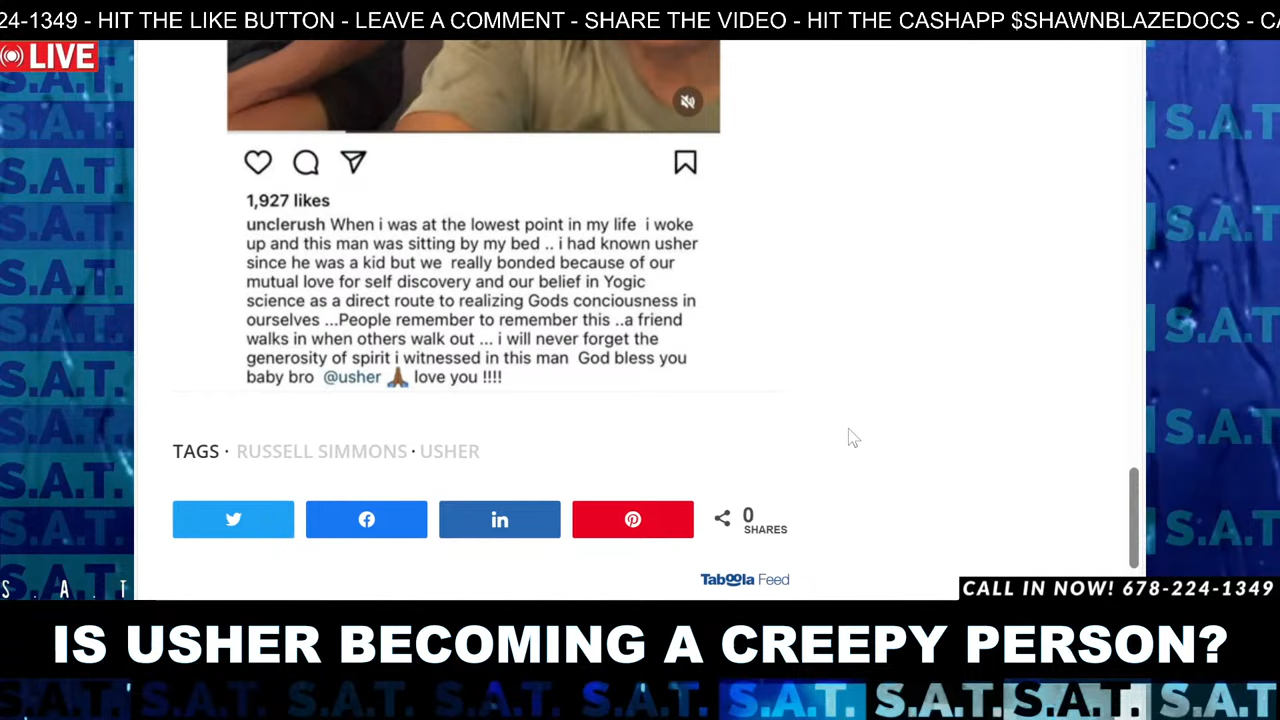 24-1349 - HIT THE LIKE BUTTON - LEAVE A COMMENT - SHARE THE VIDEO - HIT THE CASHAPP $SHAWNBLAZEDOCS - CA
LIVE
S.A.T.
S.A.T.
S.A.T.
S.A.T.
S.A.T.
S.A.T.
S.A.T.
S.A.T.
S.A.T.
S.A.T.
S.A.T
S.A.T
S.A.T
S.A.T
S.A.T
1,927 likes
unclerush When i was at the lowest point in my life i woke
up and this man was sitting by my bed .. i had known usher
since he was a kid but we really bonded because of our
mutual love for self discovery and our belief in Yogic
science as a direct route to realizing Gods conciousness in
ourselves ...People remember to remember this ..a friend
walks in when others walk out ... i will never forget the
generosity of spirit i witnessed in this man God bless you
baby bro @usher 🙏🏾 love you !!!!
TAGS · RUSSELL SIMMONS · USHER
0
SHARES
Taboola Feed
S . A . T
CALL IN NOW! 678-224-1349
IS USHER BECOMING A CREEPY PERSON?
S.A.T. S.A.T. S.A.T. S.A.T. S.A.T. S.A.T. S.A.T. S.A.T. S.A.T.